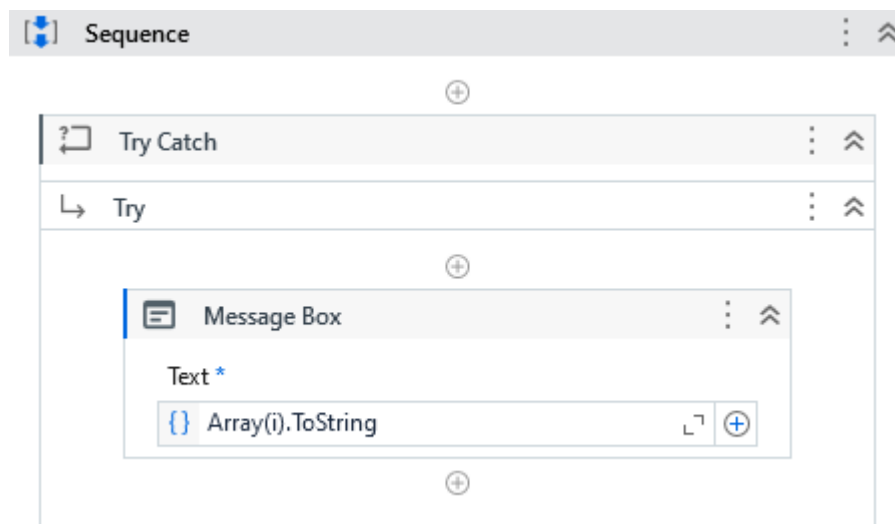 Sequence
Try Catch
Try
Message Box
Text *
{} Array(i).ToString